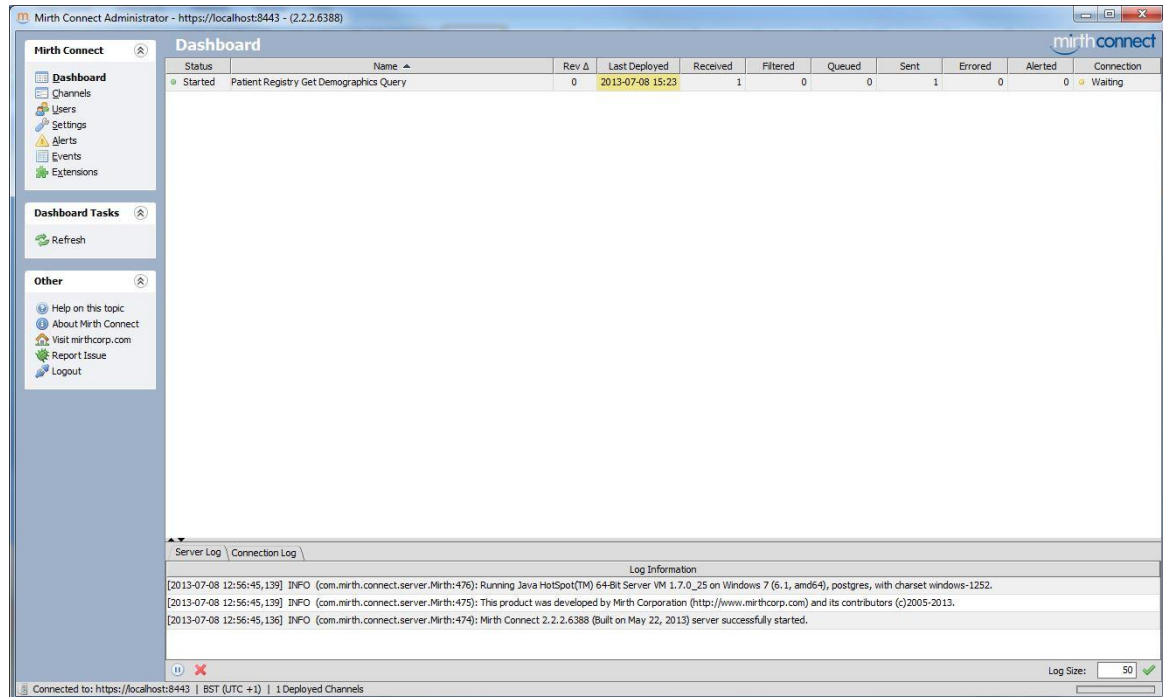 Mirth Connect Administrator - https://localhost:8443 - (2.2.2.6388)
Mirth Connect
Dashboard
Channels
Users
Settings
Alerts
Events
Extensions
Dashboard Tasks
Refresh
Other
Help on this topic
About Mirth Connect
Visit mirthcorp.com
Report Issue
Logout
Dashboard
mirthconnect
Status Name Rev Δ Last Deployed Received Filtered Queued Sent Errored Alerted Connection
Started Patient Registry Get Demographics Query 0 2013-07-08 15:23 1 0 0 1 0 0 Waiting
Server Log Connection Log
Log Information
[2013-07-08 12:56:45,139] INFO (com.mirth.connect.server.Mirth:476): Running Java HotSpot(TM) 64-Bit Server VM 1.7.0_25 on Windows 7 (6.1, amd64), postgres, with charset windows-1252.
[2013-07-08 12:56:45,139] INFO (com.mirth.connect.server.Mirth:475): This product was developed by Mirth Corporation (http://www.mirthcorp.com) and its contributors (c)2005-2013.
[2013-07-08 12:56:45,136] INFO (com.mirth.connect.server.Mirth:474): Mirth Connect 2.2.2.6388 (Built on May 22, 2013) server successfully started.
Log Size: 50
Connected to: https://localhost:8443 | BST (UTC +1) | 1 Deployed Channels